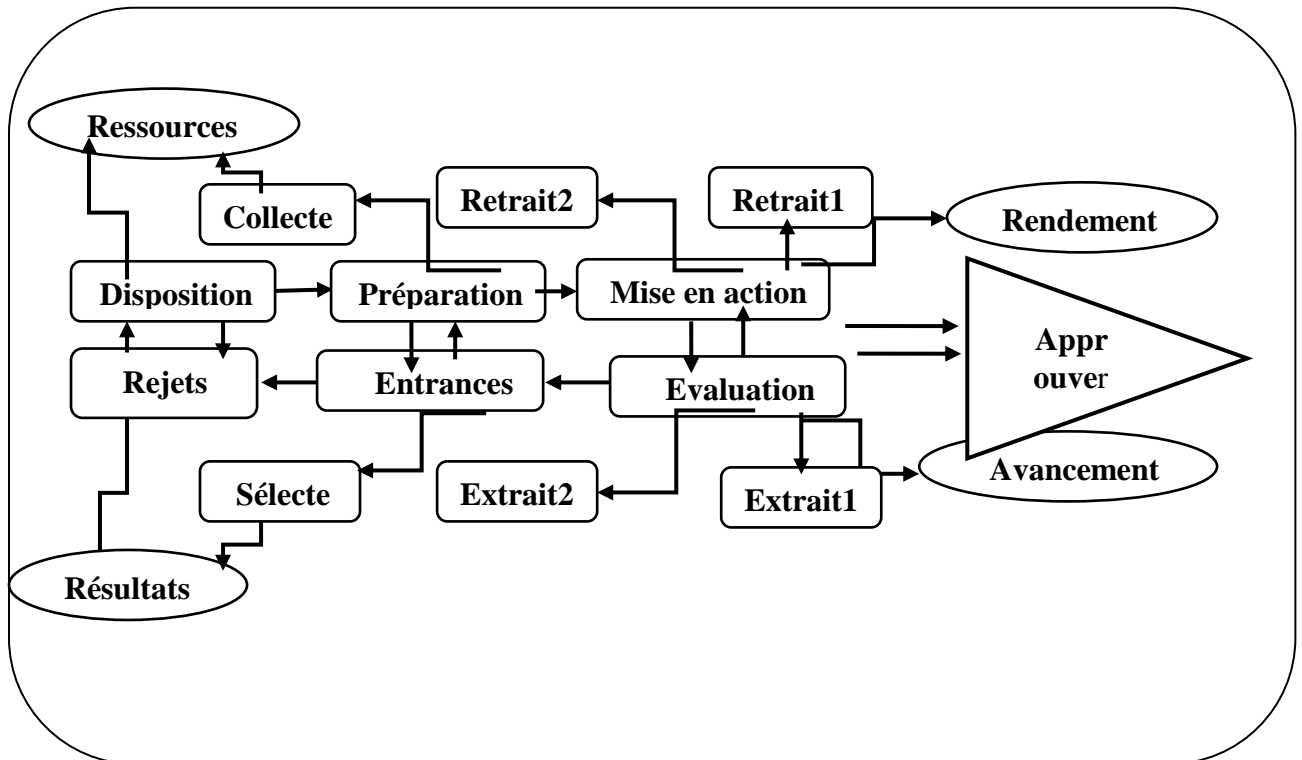 Ressources
Retrait2
Retrait1
Collecte
Rendement
Disposition
Préparation
Mise en action
Appr
ouver
Rejets
Entrances
Evaluation
Avancement
Sélecte
Extrait2
Extrait1
Résultats